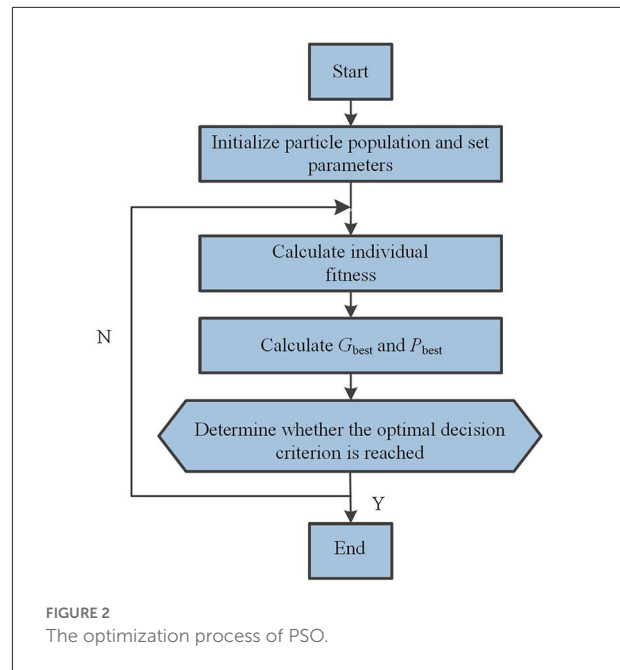 Start
Initialize particle population and set
parameters
Calculate individual
fitness
N
Calculate Gbest and Pbest
Determine whether the optimal decision
criterion is reached
Y
End
FIGURE 2
The optimization process of PSO.